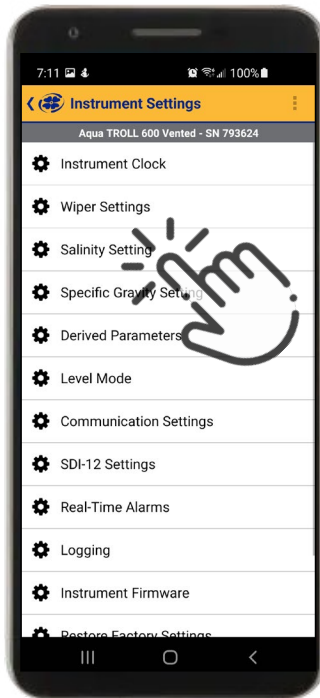 7:11 100%
Instrument Settings
Aqua TROLL 600 Vented - SN 793624
Instrument Clock
Wiper Settings
Salinity Setting
Specific Gravity Setting
Derived Parameters
Level Mode
Communication Settings
SDI-12 Settings
Real-Time Alarms
Logging
Instrument Firmware
Restore Factory Settings